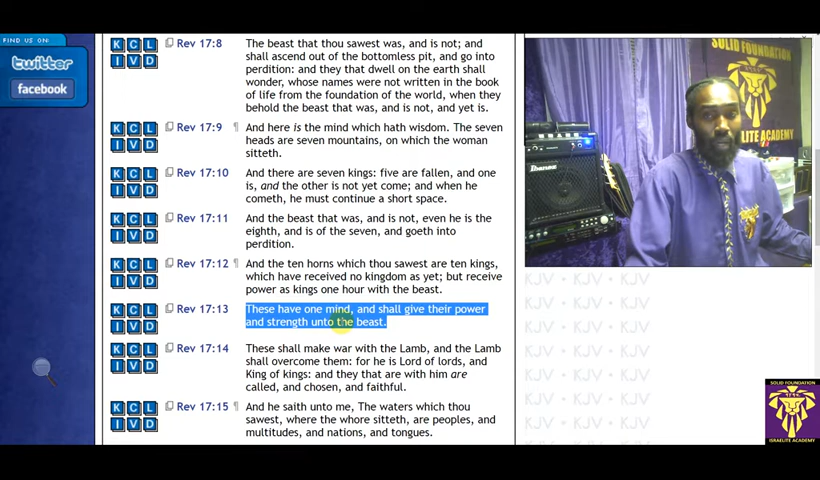 FIND US ON:
twitter
facebook
K C L
I V D
Rev 17:8
The beast that thou sawest was, and is not; and
shall ascend out of the bottomless pit, and go into
perdition: and they that dwell on the earth shall
wonder, whose names were not written in the book
of life from the foundation of the world, when they
behold the beast that was, and is not, and yet is.
K C L
I V D
Rev 17:9 ¶
And here is the mind which hath wisdom. The seven
heads are seven mountains, on which the woman
sitteth.
K C L
I V D
Rev 17:10
And there are seven kings: five are fallen, and one
is, and the other is not yet come; and when he
cometh, he must continue a short space.
K C L
I V D
Rev 17:11
And the beast that was, and is not, even he is the
eighth, and is of the seven, and goeth into
perdition.
K C L
I V D
Rev 17:12 ¶
And the ten horns which thou sawest are ten kings,
which have received no kingdom as yet; but receive
power as kings one hour with the beast.
K C L
I V D
Rev 17:13
These have one mind, and shall give their power
and strength unto the beast.
K C L
I V D
Rev 17:14
These shall make war with the Lamb, and the Lamb
shall overcome them: for he is Lord of lords, and
King of kings: and they that are with him are
called, and chosen, and faithful.
K C L
I V D
Rev 17:15 ¶
And he saith unto me, The waters which thou
sawest, where the whore sitteth, are peoples, and
multitudes, and nations, and tongues.
SOLID FOUNDATION
ISRAELITE ACADEMY
Ibanez
KJV • KJV • KJV • KJV
KJV • KJV • KJV • KJV
KJV • KJV • KJV • KJV
KJV • KJV • KJV • KJV
KJV • KJV • KJV • KJV
KJV • KJV • KJV • KJV
SOLID FOUNDATION
ISRAELITE ACADEMY